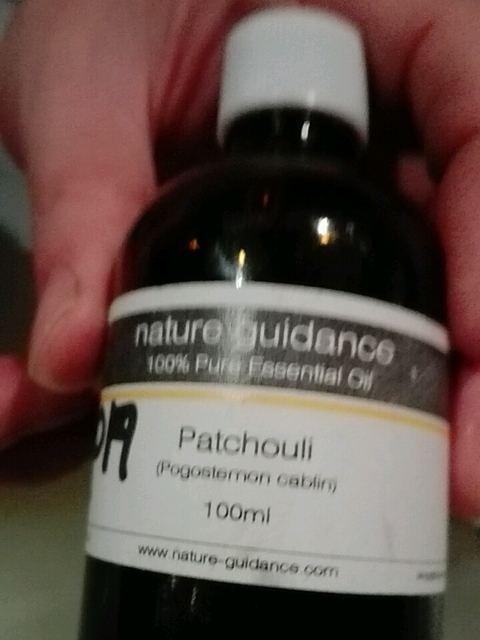 nature guidance
100% Pure Essential Oil
Patchouli
(Pogostemon cablin)
100ml
www.nature-guidance.com